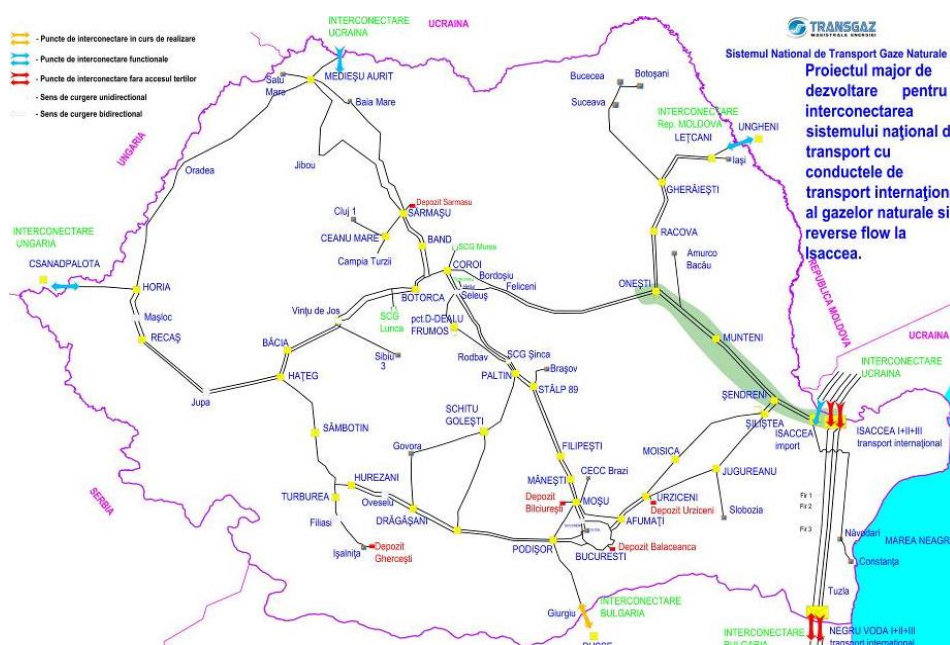 INTERCONECTARE
UCRAINA
UCRAINA
TRANSGAZ
- Puncte de interconectare in curs de realizare
- Puncte de interconectare functionale
- Puncte de interconectare fara accesul tertilor
- Sens de curgere unidirectional
- Sens de curgere bidirectional
Sistemul National de Transport Gaze Naturale
Proiectul major de
dezvoltare pentru
interconectarea
sistemului naţional d
transport cu
conductele de
transport internaţion
al gazelor naturale si
reverse flow la
Isaccea.
MEDIEŞU AURIT
Satu
Mare
Baia Mare
Bucecea
Botoşani
Suceava
INTERCONECTARE
Rep. MOLDOVA
UNGHENI
LEŢCANI
Iaşi
UNGARIA
Oradea
Jibou
GHERĂIEŞTI
Depozit Sarmasu
SĂRMAŞU
Cluj 1
CEANU MARE
Campia Turzii
BAND
RACOVA
INTERCONECTARE
UNGARIA
CSANADPALOTA
HORIA
SCG Mures
COROI
Bordoşiu
Feliceni
Amurco
Bacău
REPUBLICA MOLDOVA
ONEŞTI
BOTORCA
Seleuş
Maşloc
RECAŞ
Vinţu de Jos
SCG
Lunca
pct.D-DEALU
FRUMOS
MUNTENI
UCRAINA
BĂCIA
Sibiu
3
Rodbav
SCG Şinca
INTERCONECTARE
UCRAINA
HAŢEG
PALTIN
Braşov
STÂLP 89
Jupa
ŞENDRENI
SILIŞTEA
ISACCEA
import
ISACCEA I+II+III
transport internaţional
SCHITU
GOLEŞTI
SÂMBOTIN
Govora
FILIPEŞTI
MOISICA
JUGUREANU
SERBIA
HUREZANI
TURBUREA
Oveselu
DRĂGĂŞANI
MĂNEŞTI
CECC Brazi
Depozit
Bilciureşti
MOŞU
URZICENI
Depozit Urziceni
Slobozia
Fir 1
Fir 2
Fir 3
Filiasi
Işalniţa
Depozit
Gherceşti
AFUMAŢI
PODIŞOR
BUCURESTI
Depozit Balaceanca
Năvodari
MAREA NEAGR
Constanţa
Tuzla
Giurgiu
INTERCONECTARE
BULGARIA
INTERCONECTARE
BULGARIA
NEGRU VODA I+II+III
transport international
RUSSE